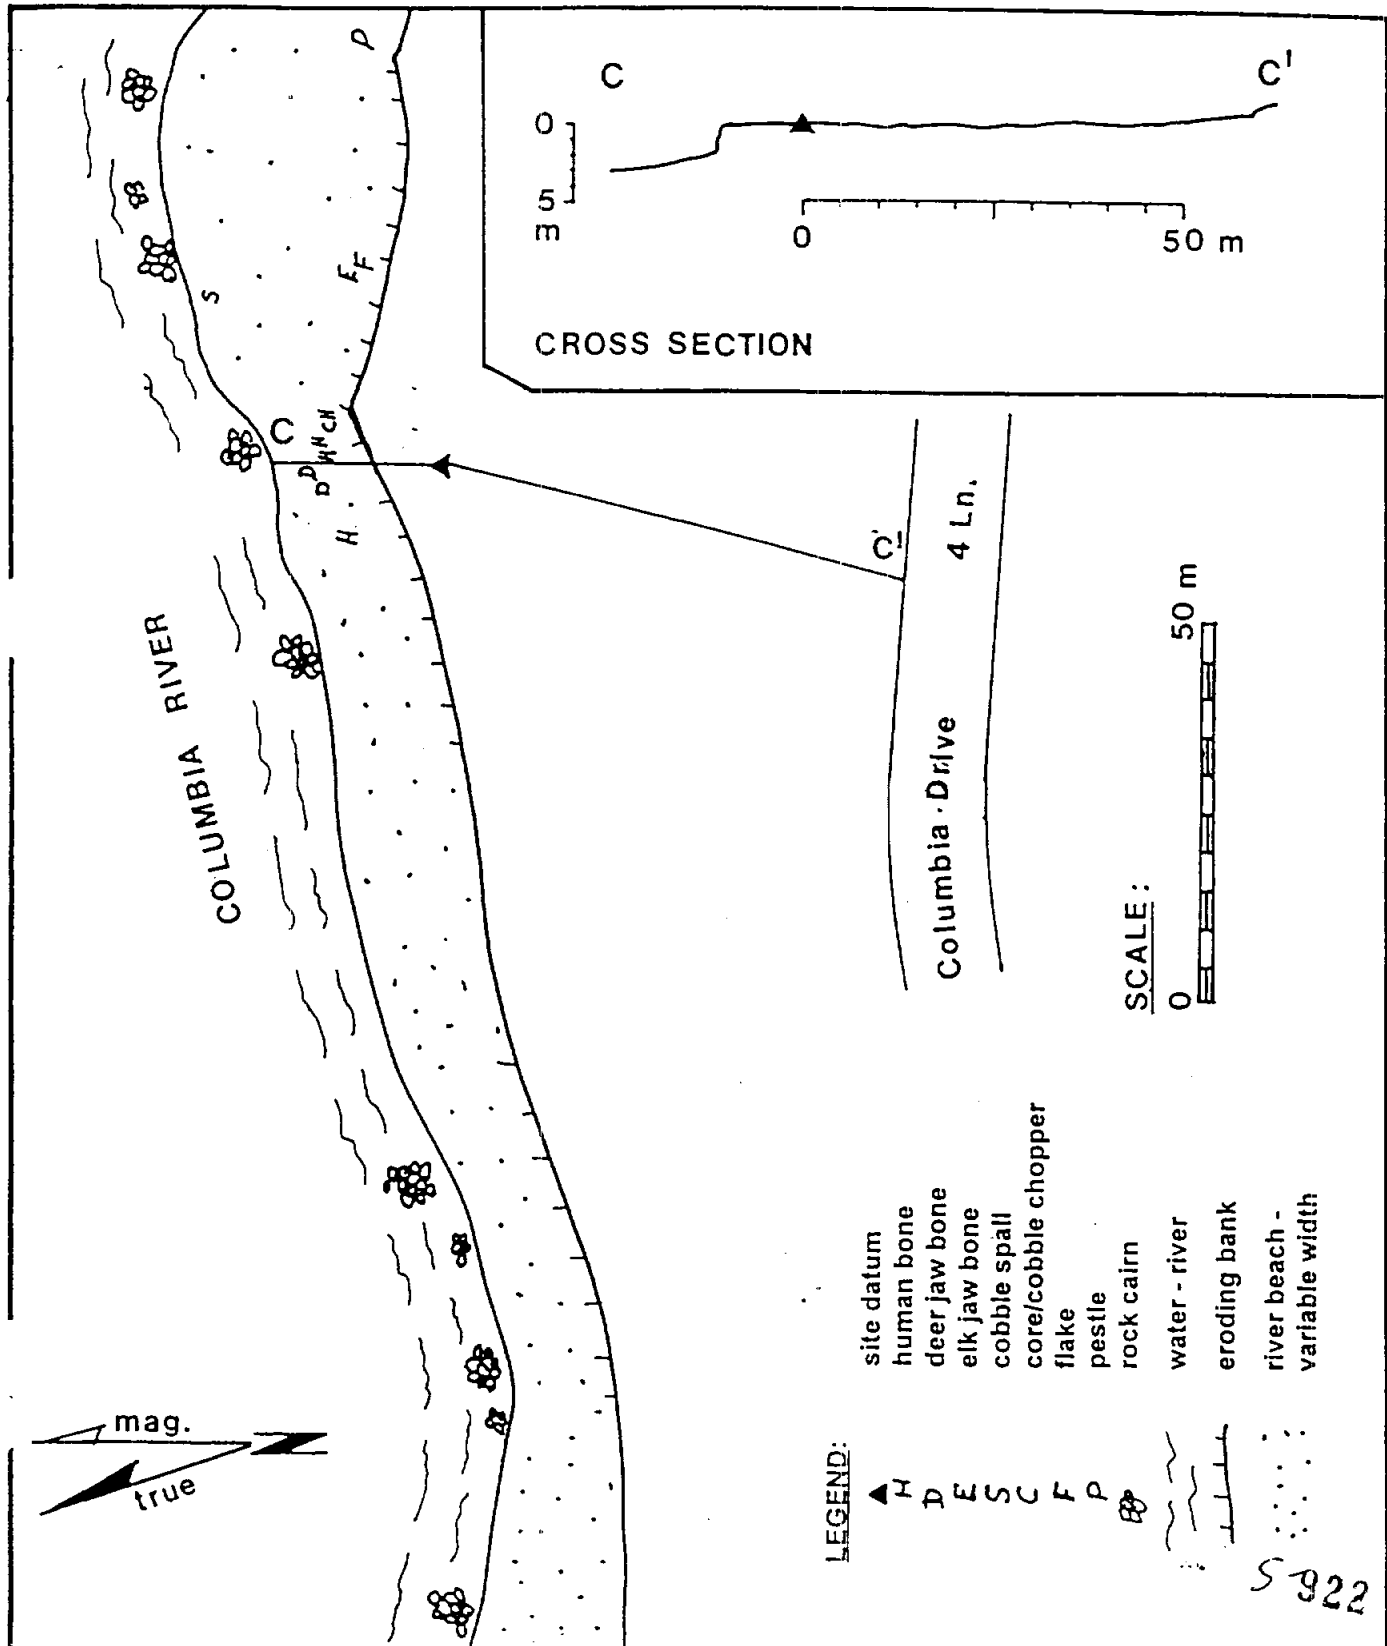 C
C'
0
5
m
0
50 m
CROSS SECTION
P
E F
S
C
H H C H
D D
H
C'
4 Ln.
Columbia · Drive
COLUMBIA RIVER
SCALE:
0
50 m
mag.
true
N
LEGEND:
▲ site datum
H human bone
D deer jaw bone
E elk jaw bone
S cobble spall
C core/cobble chopper
F flake
P pestle
rock cairn
water - river
eroding bank
river beach -
variable width
S 922